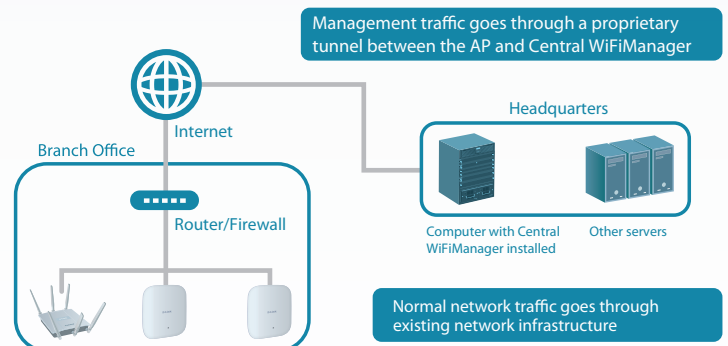 Management traffic goes through a proprietary
tunnel between the AP and Central WiFiManager
Internet
Headquarters
Branch Office
Router/Firewall
Computer with Central
WiFiManager installed
Other servers
Normal network traffic goes through
existing network infrastructure